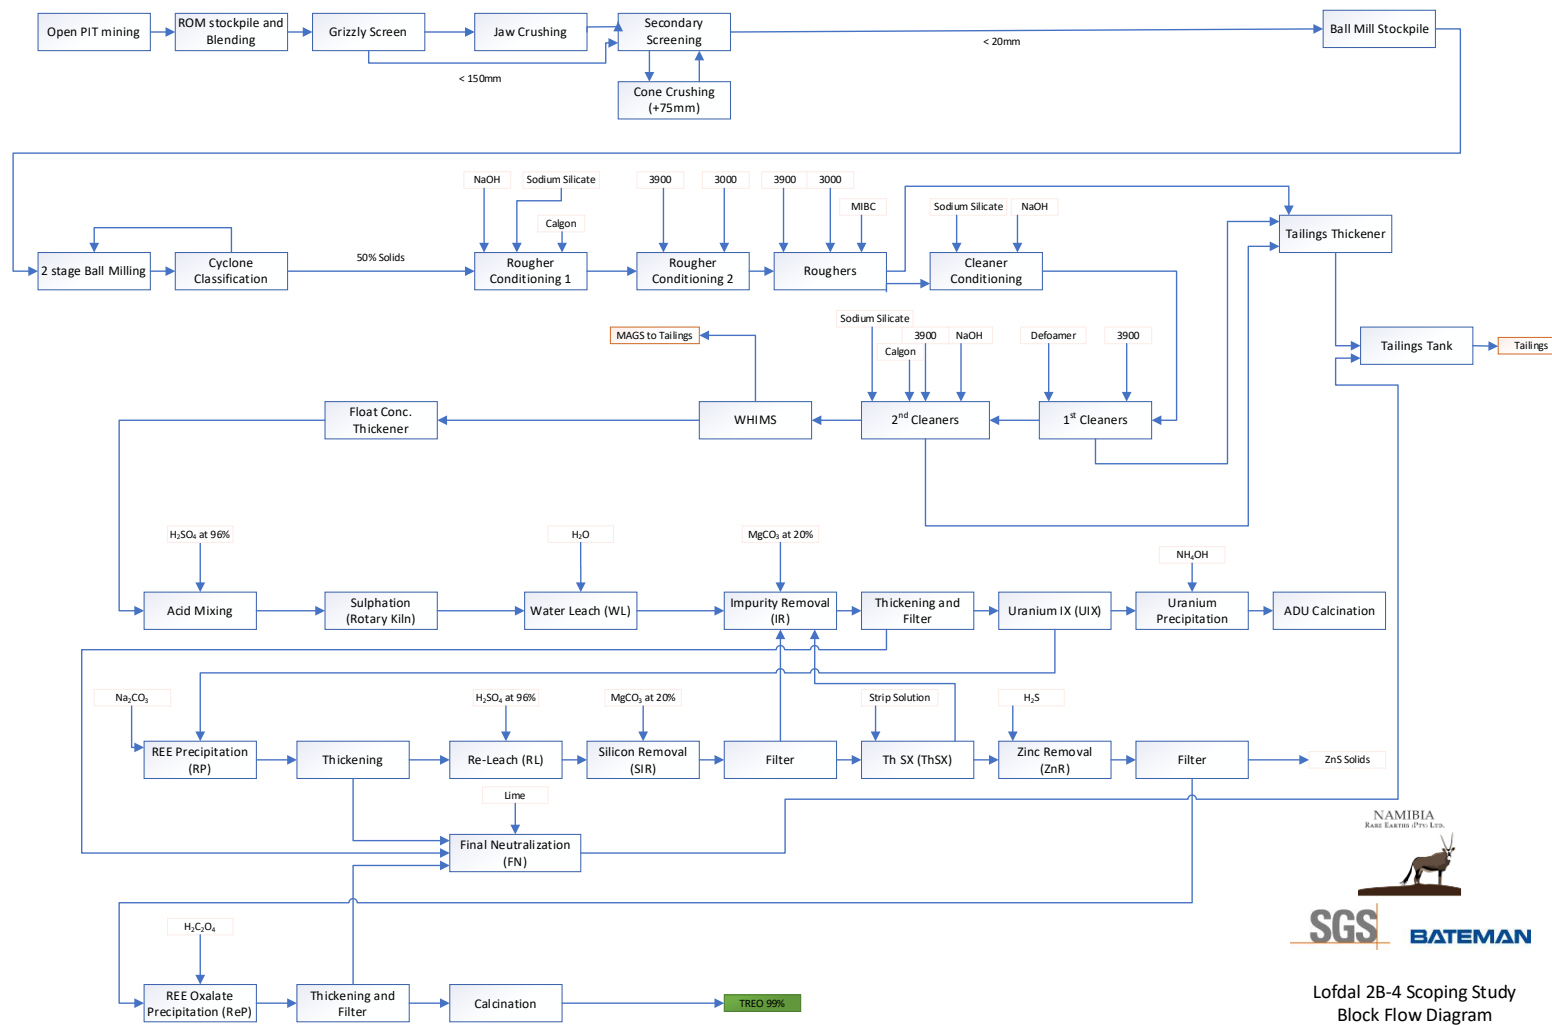 Open PIT mining
ROM stockpile and
Blending
Grizzly Screen
Jaw Crushing
Secondary
Screening
Ball Mill Stockpile
< 20mm
< 150mm
Cone Crushing
(+75mm)
NaOH
Sodium Silicate
Calgon
3900
3000
3900
3000
MIBC
Sodium Silicate
NaOH
Tailings Thickener
2 stage Ball Milling
Cyclone
Classification
50% Solids
Rougher
Conditioning 1
Rougher
Conditioning 2
Roughers
Cleaner
Conditioning
MAGS to Tailings
Sodium Silicate
Calgon
3900
NaOH
Defoamer
3900
Tailings Tank
Tailings
Float Conc.
Thickener
WHIMS
2nd Cleaners
1st Cleaners
H₂SO₄ at 96%
H₂O
MgCO₃ at 20%
NH₄OH
Acid Mixing
Sulphation
(Rotary Kiln)
Water Leach (WL)
Impurity Removal
(IR)
Thickening and
Filter
Uranium IX (UIX)
Uranium
Precipitation
ADU Calcination
Na₂CO₃
H₂SO₄ at 96%
MgCO₃ at 20%
Strip Solution
H₂S
REE Precipitation
(RP)
Thickening
Re-Leach (RL)
Silicon Removal
(SIR)
Filter
Th SX (ThSX)
Zinc Removal
(ZnR)
Filter
ZnS Solids
Lime
Final Neutralization
(FN)
NAMIBIA
RARE EARTHS (PTY) LTD.
SGS
BATEMAN
H₂C₂O₄
REE Oxalate
Precipitation (ReP)
Thickening and
Filter
Calcination
TREO 99%
Lofdal 2B-4 Scoping Study
Block Flow Diagram